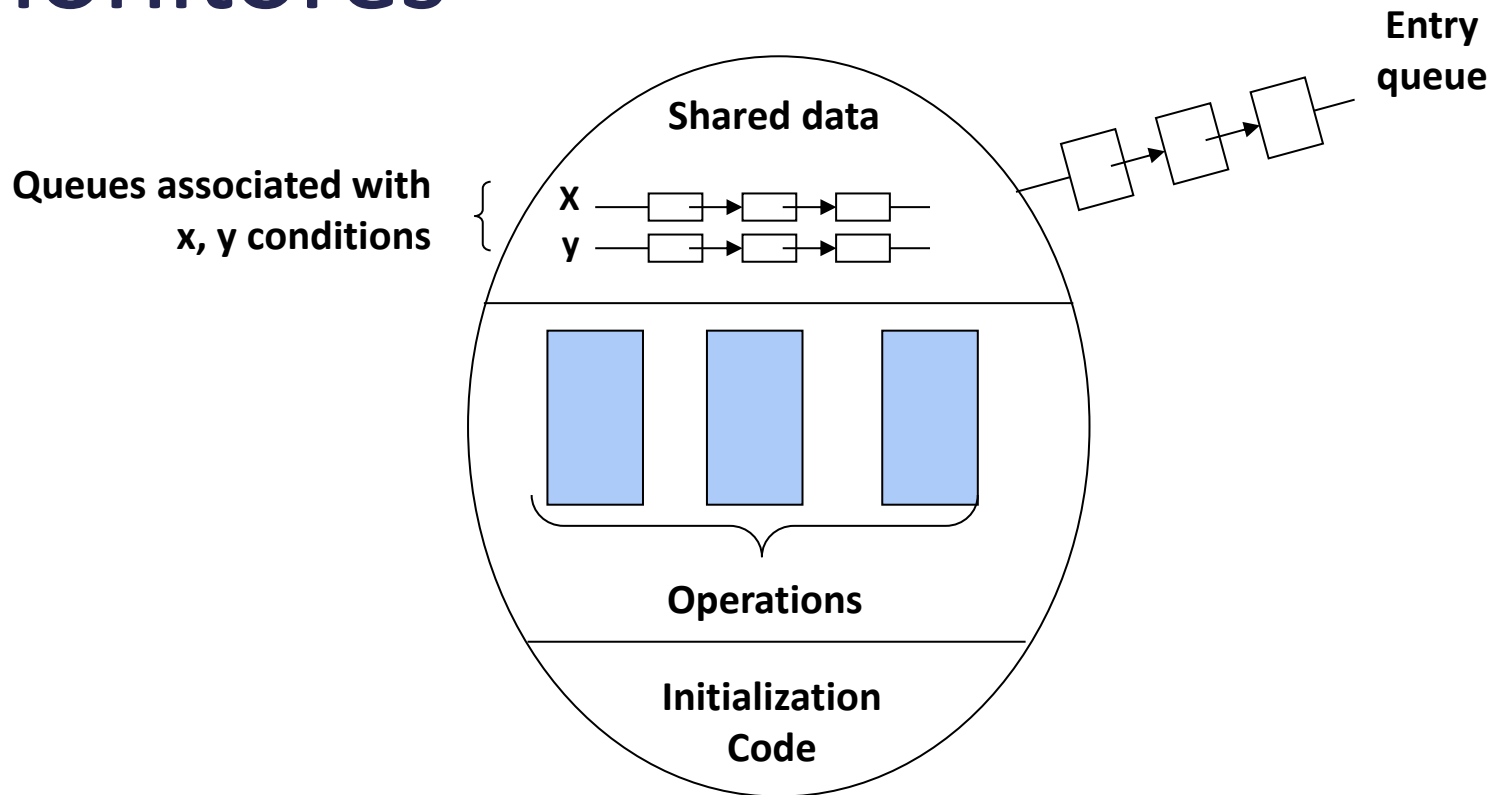 Entry
queue
Shared data
Queues associated with
x, y conditions
X
y
Operations
Initialization
Code